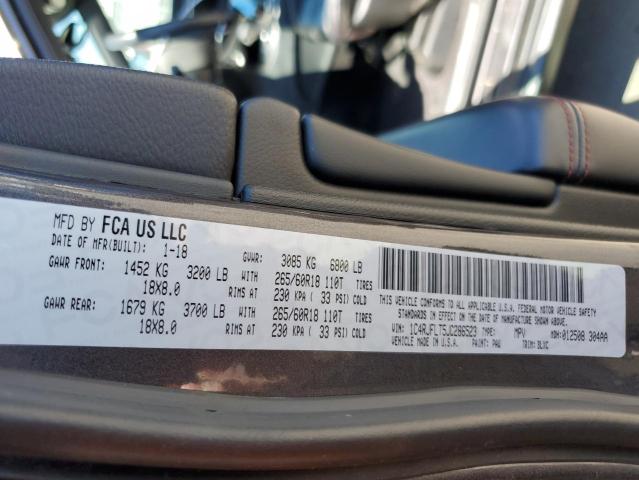 MFD BY FCA US LLC
DATE OF MFR(BUILT): 1-18 GVWR: 3085 KG 6800 LB
GAWR FRONT: 1452 KG 3200 LB WITH 265/60R18 110T TIRES
18X8.0 RIMS AT 230 KPA ( 33 PSI) COLD
GAWR REAR: 1679 KG 3700 LB WITH 265/60R18 110T TIRES
18X8.0 RIMS AT 230 KPA ( 33 PSI) COLD
THIS VEHICLE CONFORMS TO ALL APPLICABLE U.S.A. FEDERAL MOTOR VEHICLE SAFETY
STANDARDS IN EFFECT ON THE DATE OF MANUFACTURE SHOWN ABOVE.
VIN: 1C4RJFLT5JC286523 TYPE: MPV MDH:012508 304AA
MADE IN U.S.A. PAINT: PAU TRIM: BLXC